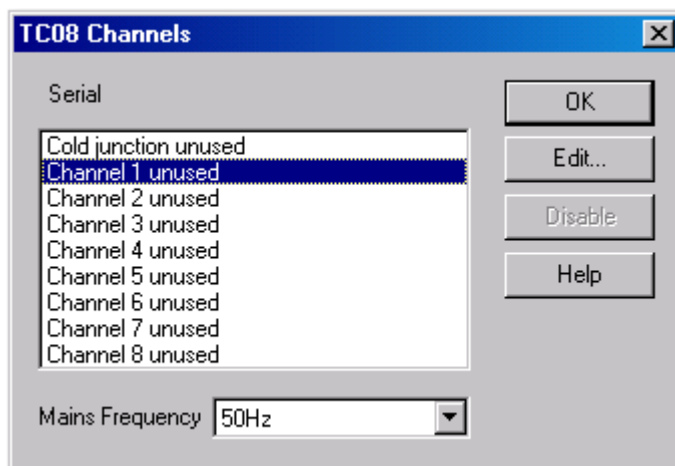 TC08 Channels
Serial
Cold junction unused
Channel 1 unused
Channel 2 unused
Channel 3 unused
Channel 4 unused
Channel 5 unused
Channel 6 unused
Channel 7 unused
Channel 8 unused
OK
Edit...
Disable
Help
Mains Frequency 50Hz